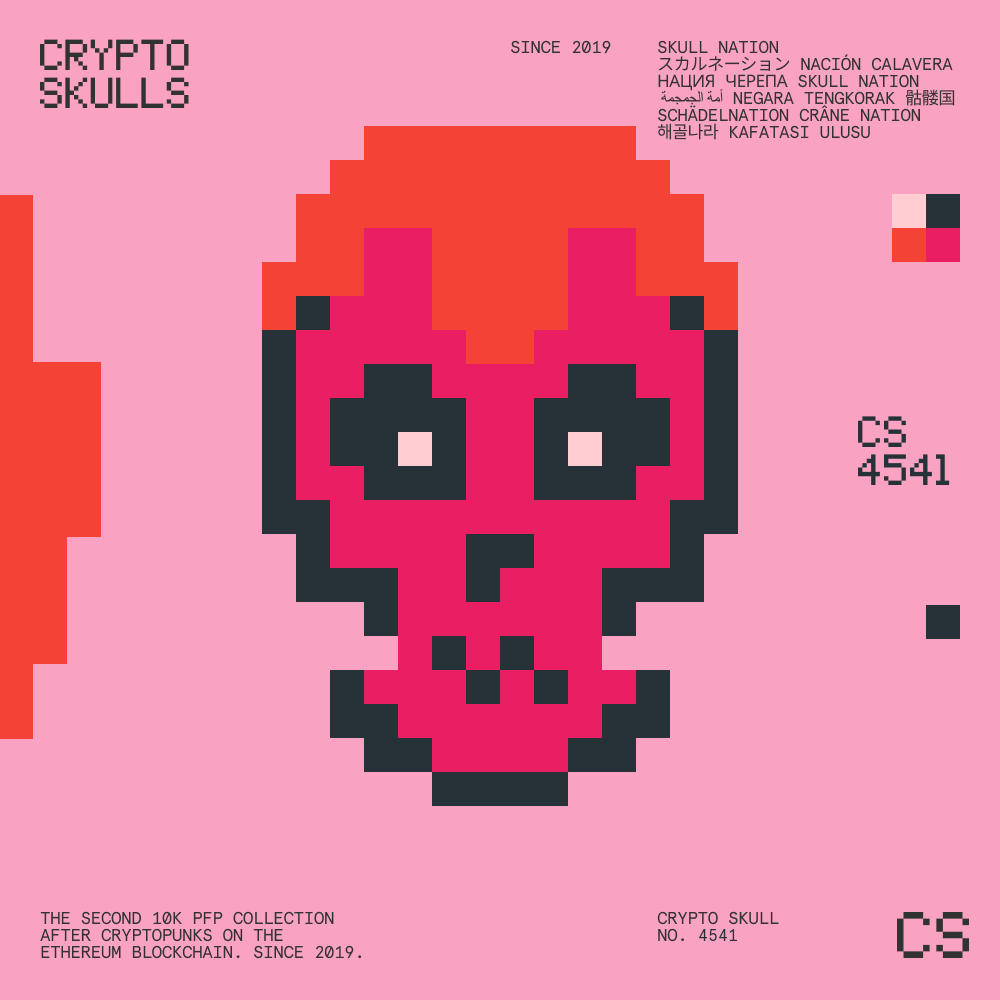 CRYPTO
SKULLS
SINCE 2019
SKULL NATION
スカルネーション NACIÓN CALAVERA
НАЦИЯ ЧЕРЕПА SKULL NATION
أمة الجمجمة NEGARA TENGKORAK 骷髅国
SCHÄDELNATION CRÂNE NATION
해골나라 KAFATASI ULUSU
CS
4541
THE SECOND 10K PFP COLLECTION
AFTER CRYPTOPUNKS ON THE
ETHEREUM BLOCKCHAIN. SINCE 2019.
CRYPTO SKULL
NO. 4541
CS